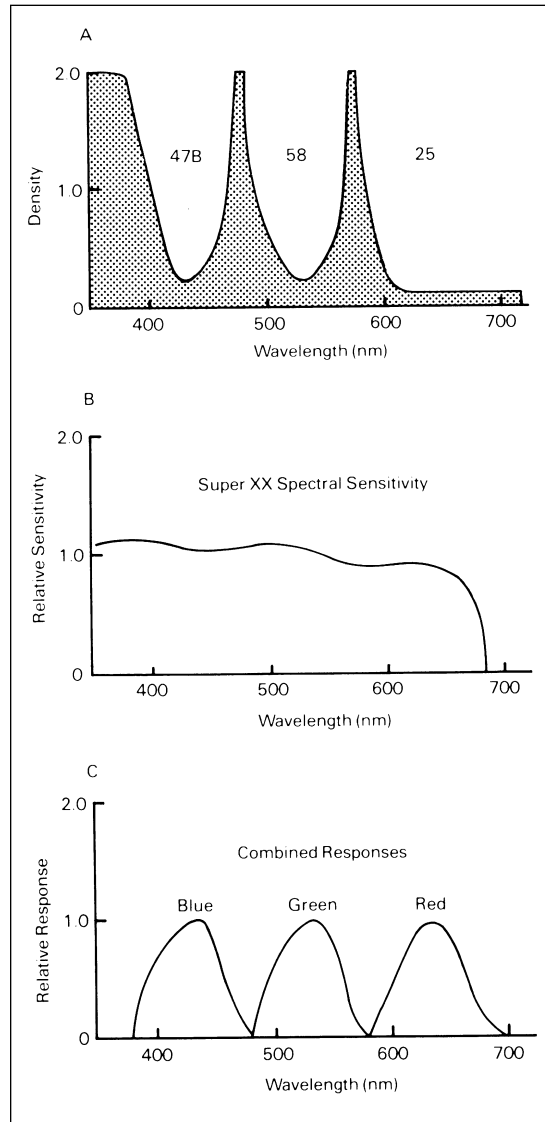 A
2.0
47B 58 25
1.0
Density
0
400 500 600 700
Wavelength (nm)
B
2.0
Super XX Spectral Sensitivity
1.0
Relative Sensitivity
0
400 500 600 700
Wavelength (nm)
C
2.0
Combined Responses
Blue Green Red
1.0
Relative Response
0
400 500 600 700
Wavelength (nm)